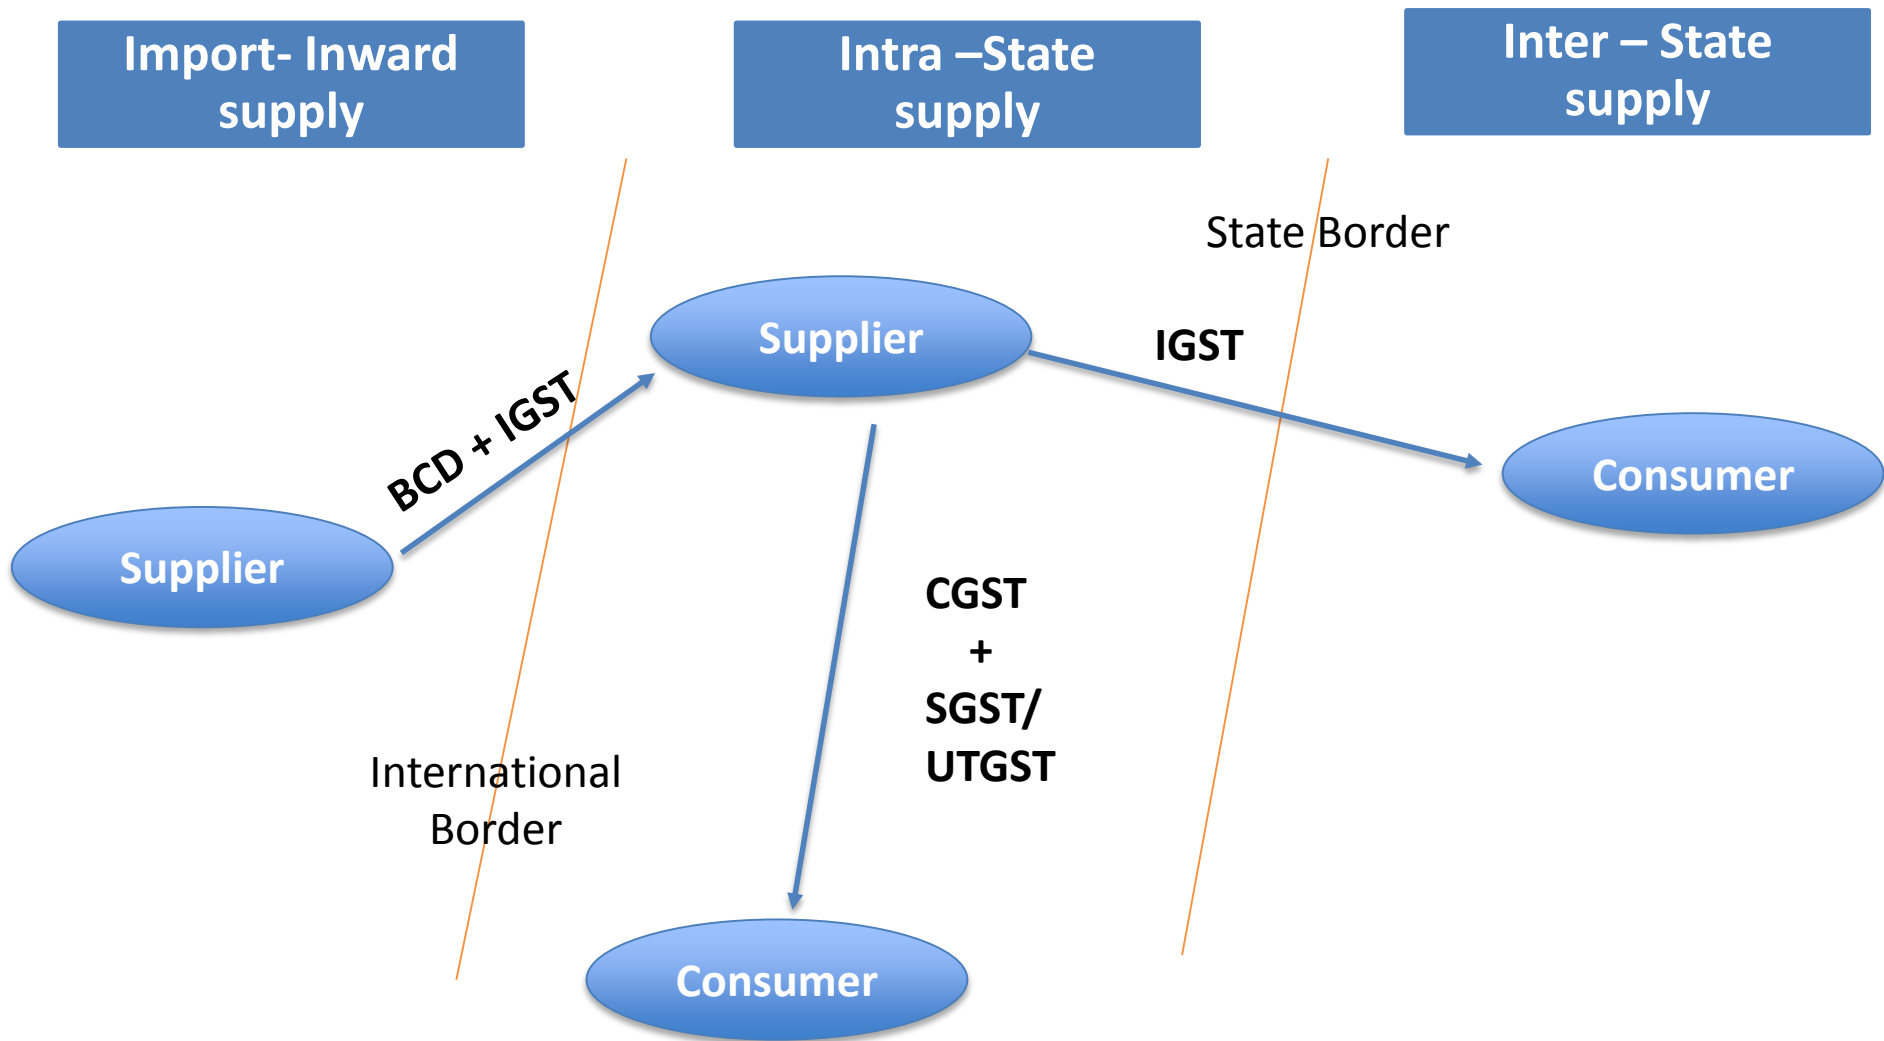 Import- Inward
supply
Intra –State
supply
Inter – State
supply
State Border
Supplier
IGST
BCD + IGST
Consumer
Supplier
CGST
+
SGST/
UTGST
International
Border
Consumer